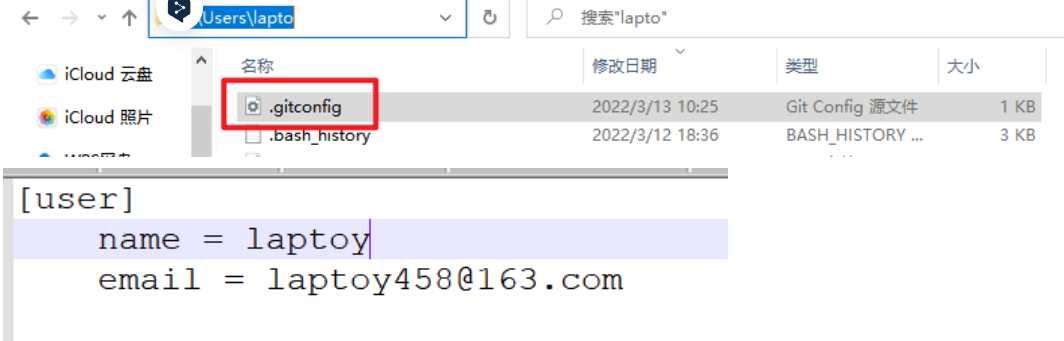 \Users\lapto
搜索"lapto"
iCloud 云盘
名称 修改日期 类型 大小
iCloud 照片
.gitconfig 2022/3/13 10:25 Git Config 源文件 1 KB
.bash_history 2022/3/12 18:36 BASH_HISTORY ... 3 KB
[user]
name = laptoy
email = laptoy458@163.com